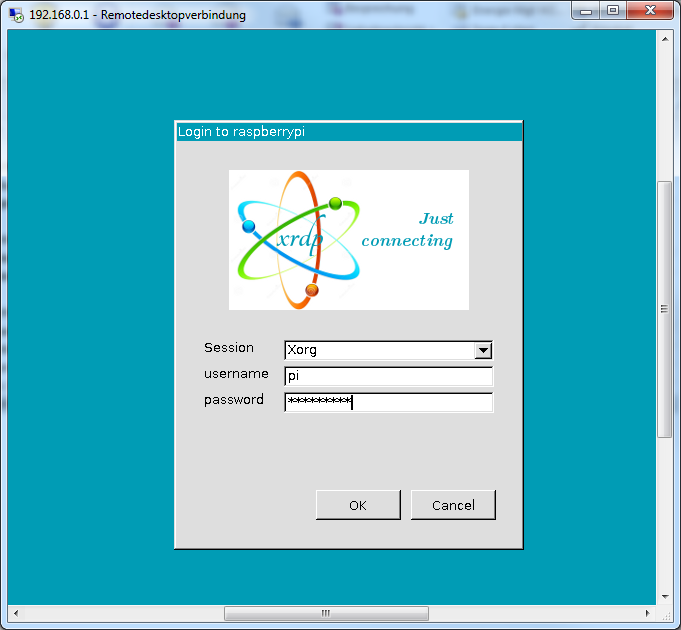 192.168.0.1 - Remotedesktopverbindung
Login to raspberrypi
xrdp
Just
connecting
Session
Xorg
username
pi
password
*********
OK
Cancel